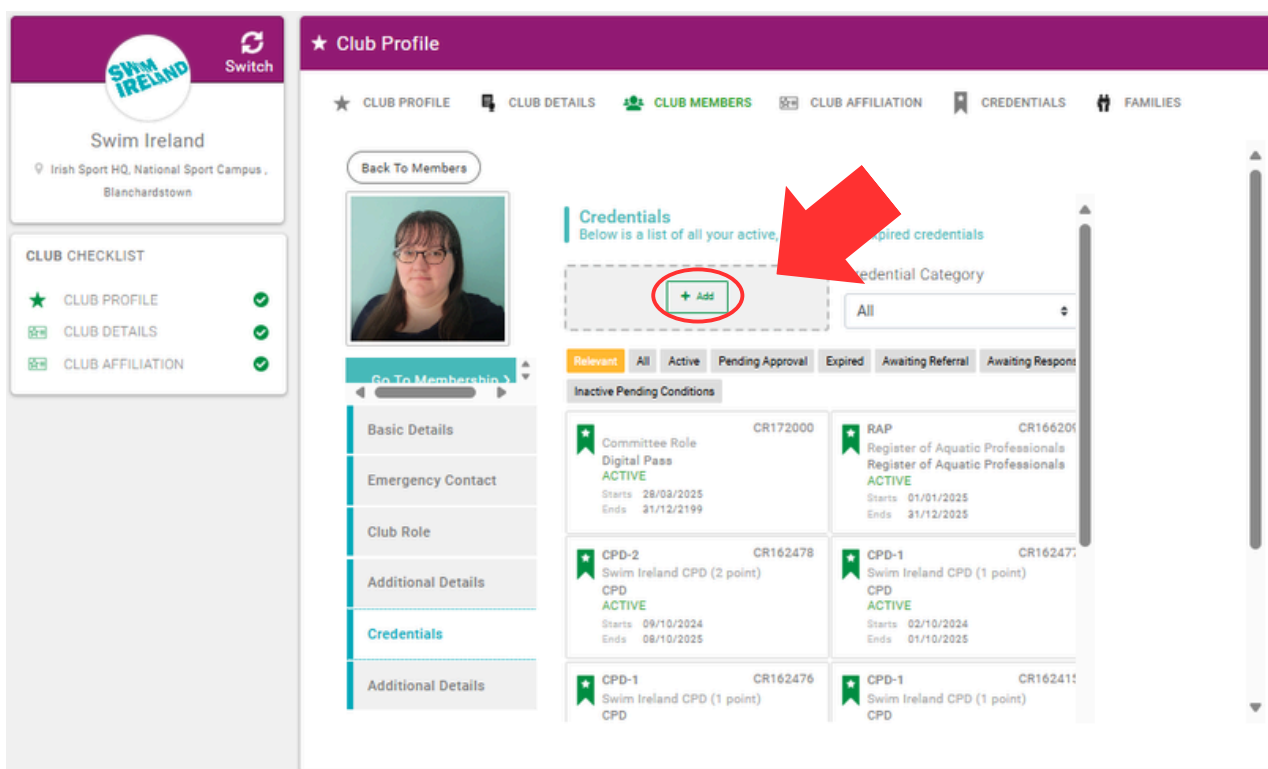 Switch
SWIM
IRELAND
Swim Ireland
Irish Sport HQ, National Sport Campus ,
Blanchardstown
CLUB CHECKLIST
CLUB PROFILE
CLUB DETAILS
CLUB AFFILIATION
Club Profile
CLUB PROFILE CLUB DETAILS CLUB MEMBERS CLUB AFFILIATION CREDENTIALS FAMILIES
Back To Members
Go To Membership
Basic Details
Emergency Contact
Club Role
Additional Details
Credentials
Additional Details
Credentials
Below is a list of all your active, pired credentials
+ Add
redential Category
All
Relevant All Active Pending Approval Expired Awaiting Referral Awaiting Respons
Inactive Pending Conditions
CR172000
Committee Role
Digital Pass
ACTIVE
Starts 28/03/2025
Ends 31/12/2199
RAP CR166209
Register of Aquatic Professionals
Register of Aquatic Professionals
ACTIVE
Starts 01/01/2025
Ends 31/12/2025
CPD-2 CR162478
Swim Ireland CPD (2 point)
CPD
ACTIVE
Starts 09/10/2024
Ends 08/10/2025
CPD-1 CR162477
Swim Ireland CPD (1 point)
CPD
ACTIVE
Starts 02/10/2024
Ends 01/10/2025
CPD-1 CR162476
Swim Ireland CPD (1 point)
CPD
CPD-1 CR162415
Swim Ireland CPD (1 point)
CPD